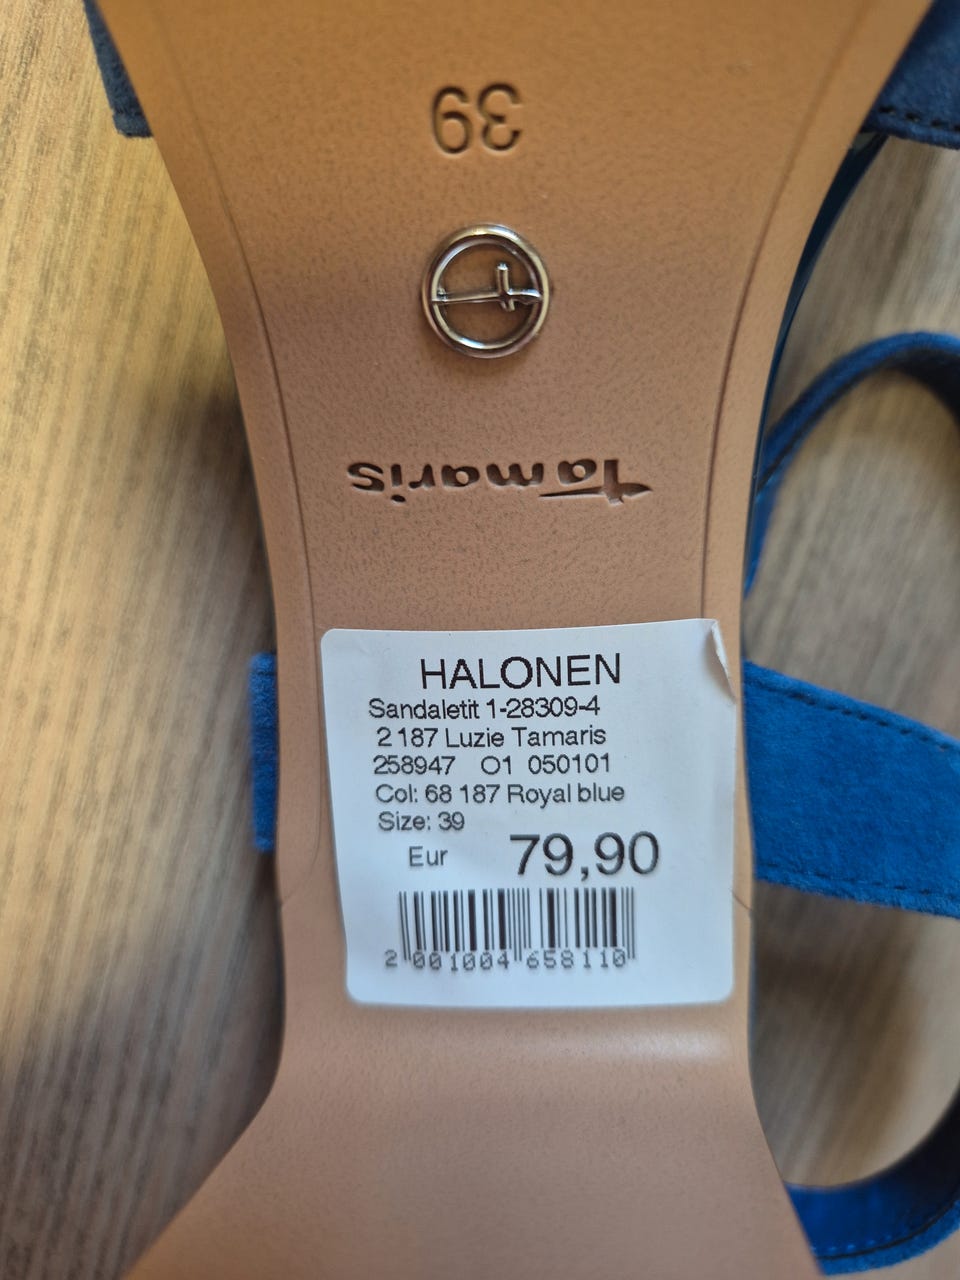 39
Tamaris
HALONEN
Sandaletit 1-28309-4
2 187 Luzie Tamaris
258947 O1 050101
Col: 68 187 Royal blue
Size: 39
Eur 79,90
2 001004 658110